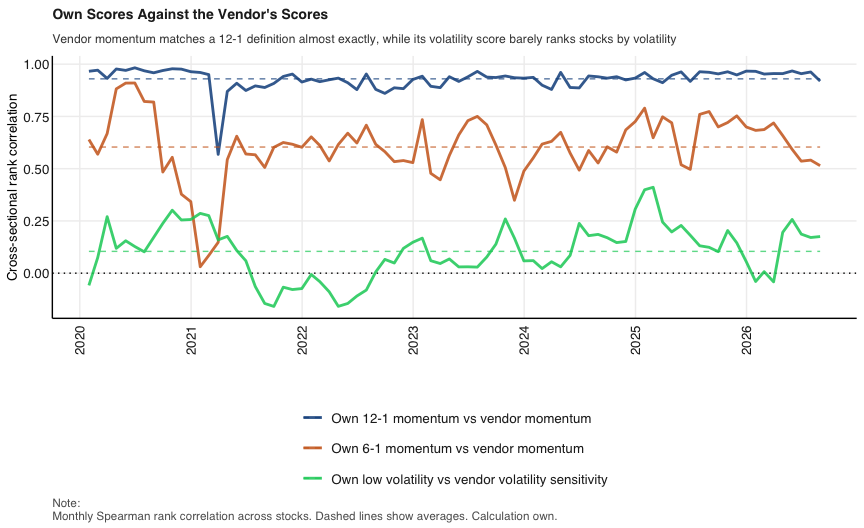 Own Scores Against the Vendor's Scores
Vendor momentum matches a 12-1 definition almost exactly, while its volatility score barely ranks stocks by volatility
Cross-sectional rank correlation
1.00
0.75
0.50
0.25
0.00
2020
2021
2022
2023
2024
2025
2026
Own 12-1 momentum vs vendor momentum
Own 6-1 momentum vs vendor momentum
Own low volatility vs vendor volatility sensitivity
Note:
Monthly Spearman rank correlation across stocks. Dashed lines show averages. Calculation own.